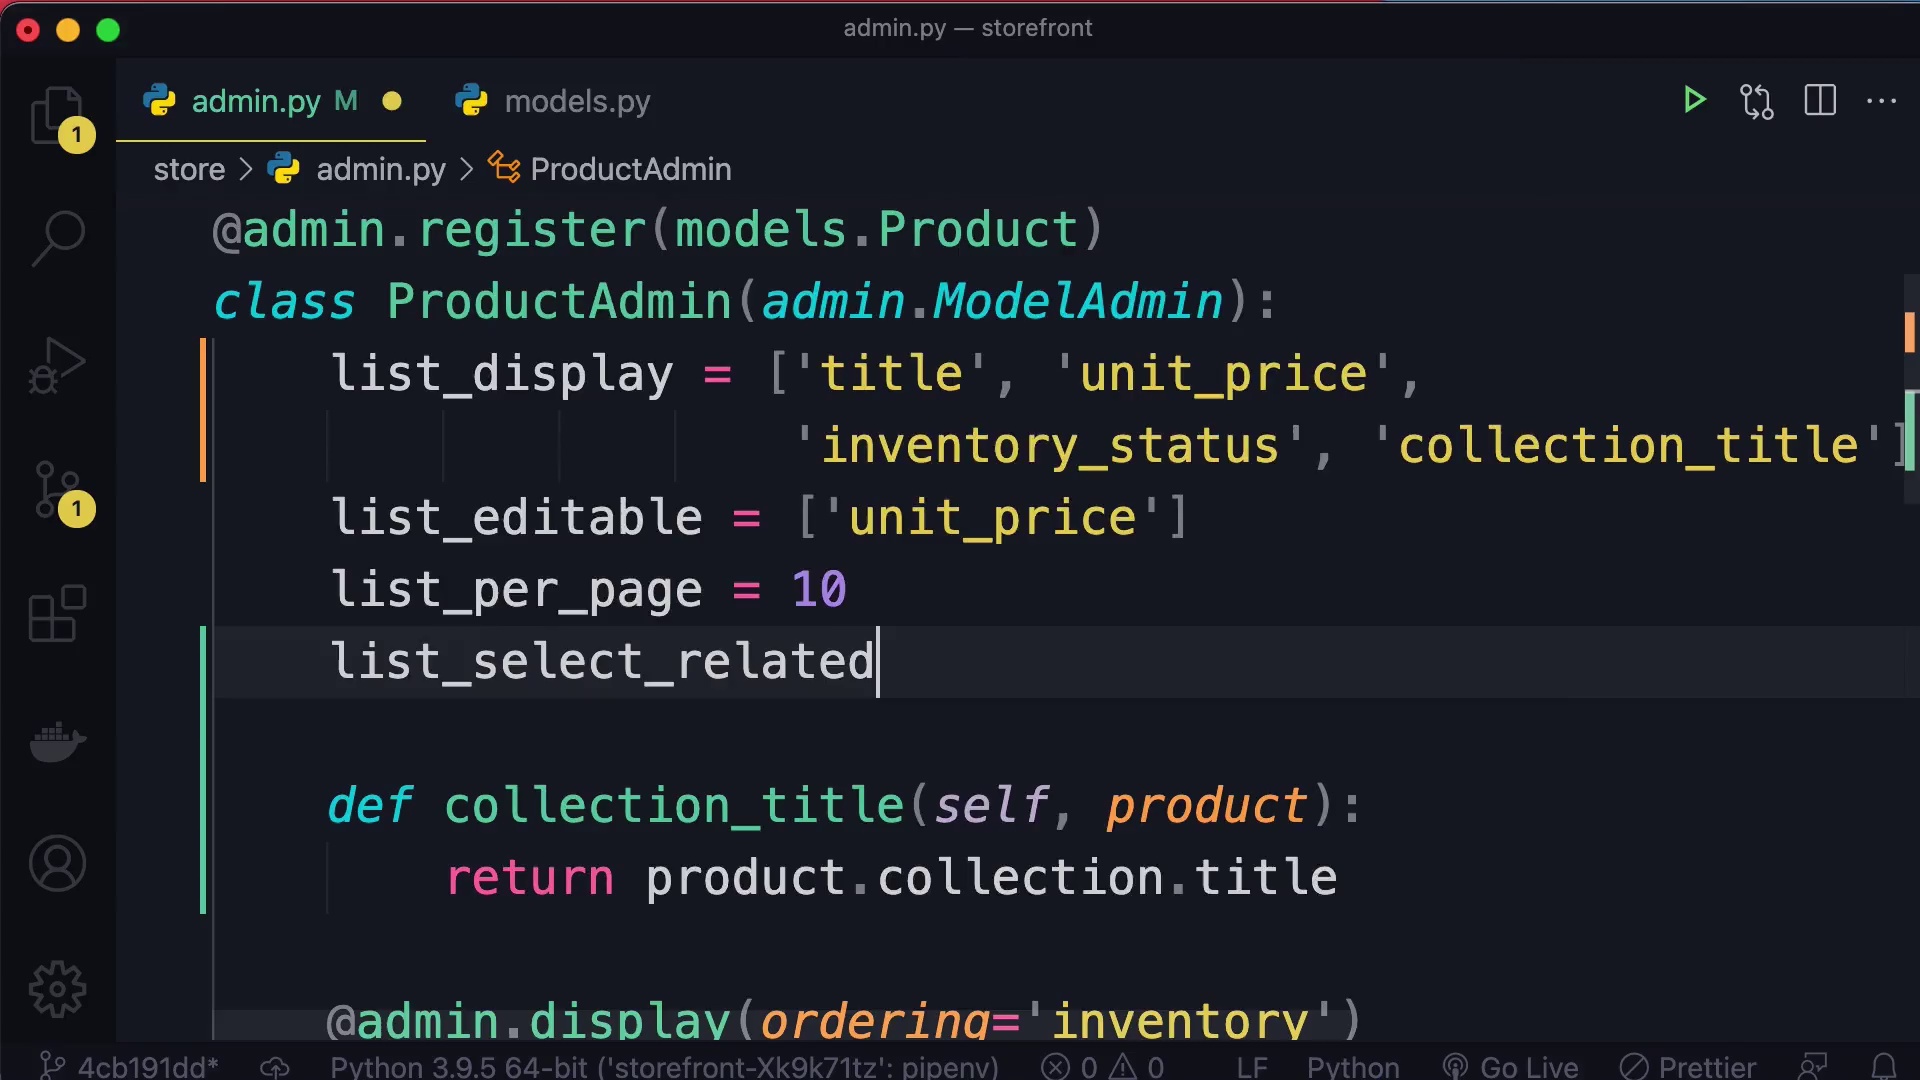 admin.py — storefront
admin.py M models.py
store > admin.py > ProductAdmin
@admin.register(models.Product)
class ProductAdmin(admin.ModelAdmin):
list_display = ['title', 'unit_price',
'inventory_status', 'collection_title']
list_editable = ['unit_price']
list_per_page = 10
list_select_related
def collection_title(self, product):
return product.collection.title
@admin.display(ordering='inventory')
1
1
4cb191dd* Python 3.9.5 64-bit ('storefront-Xk9k71tz': pipenv) 0 0 LF Python Go Live Prettier